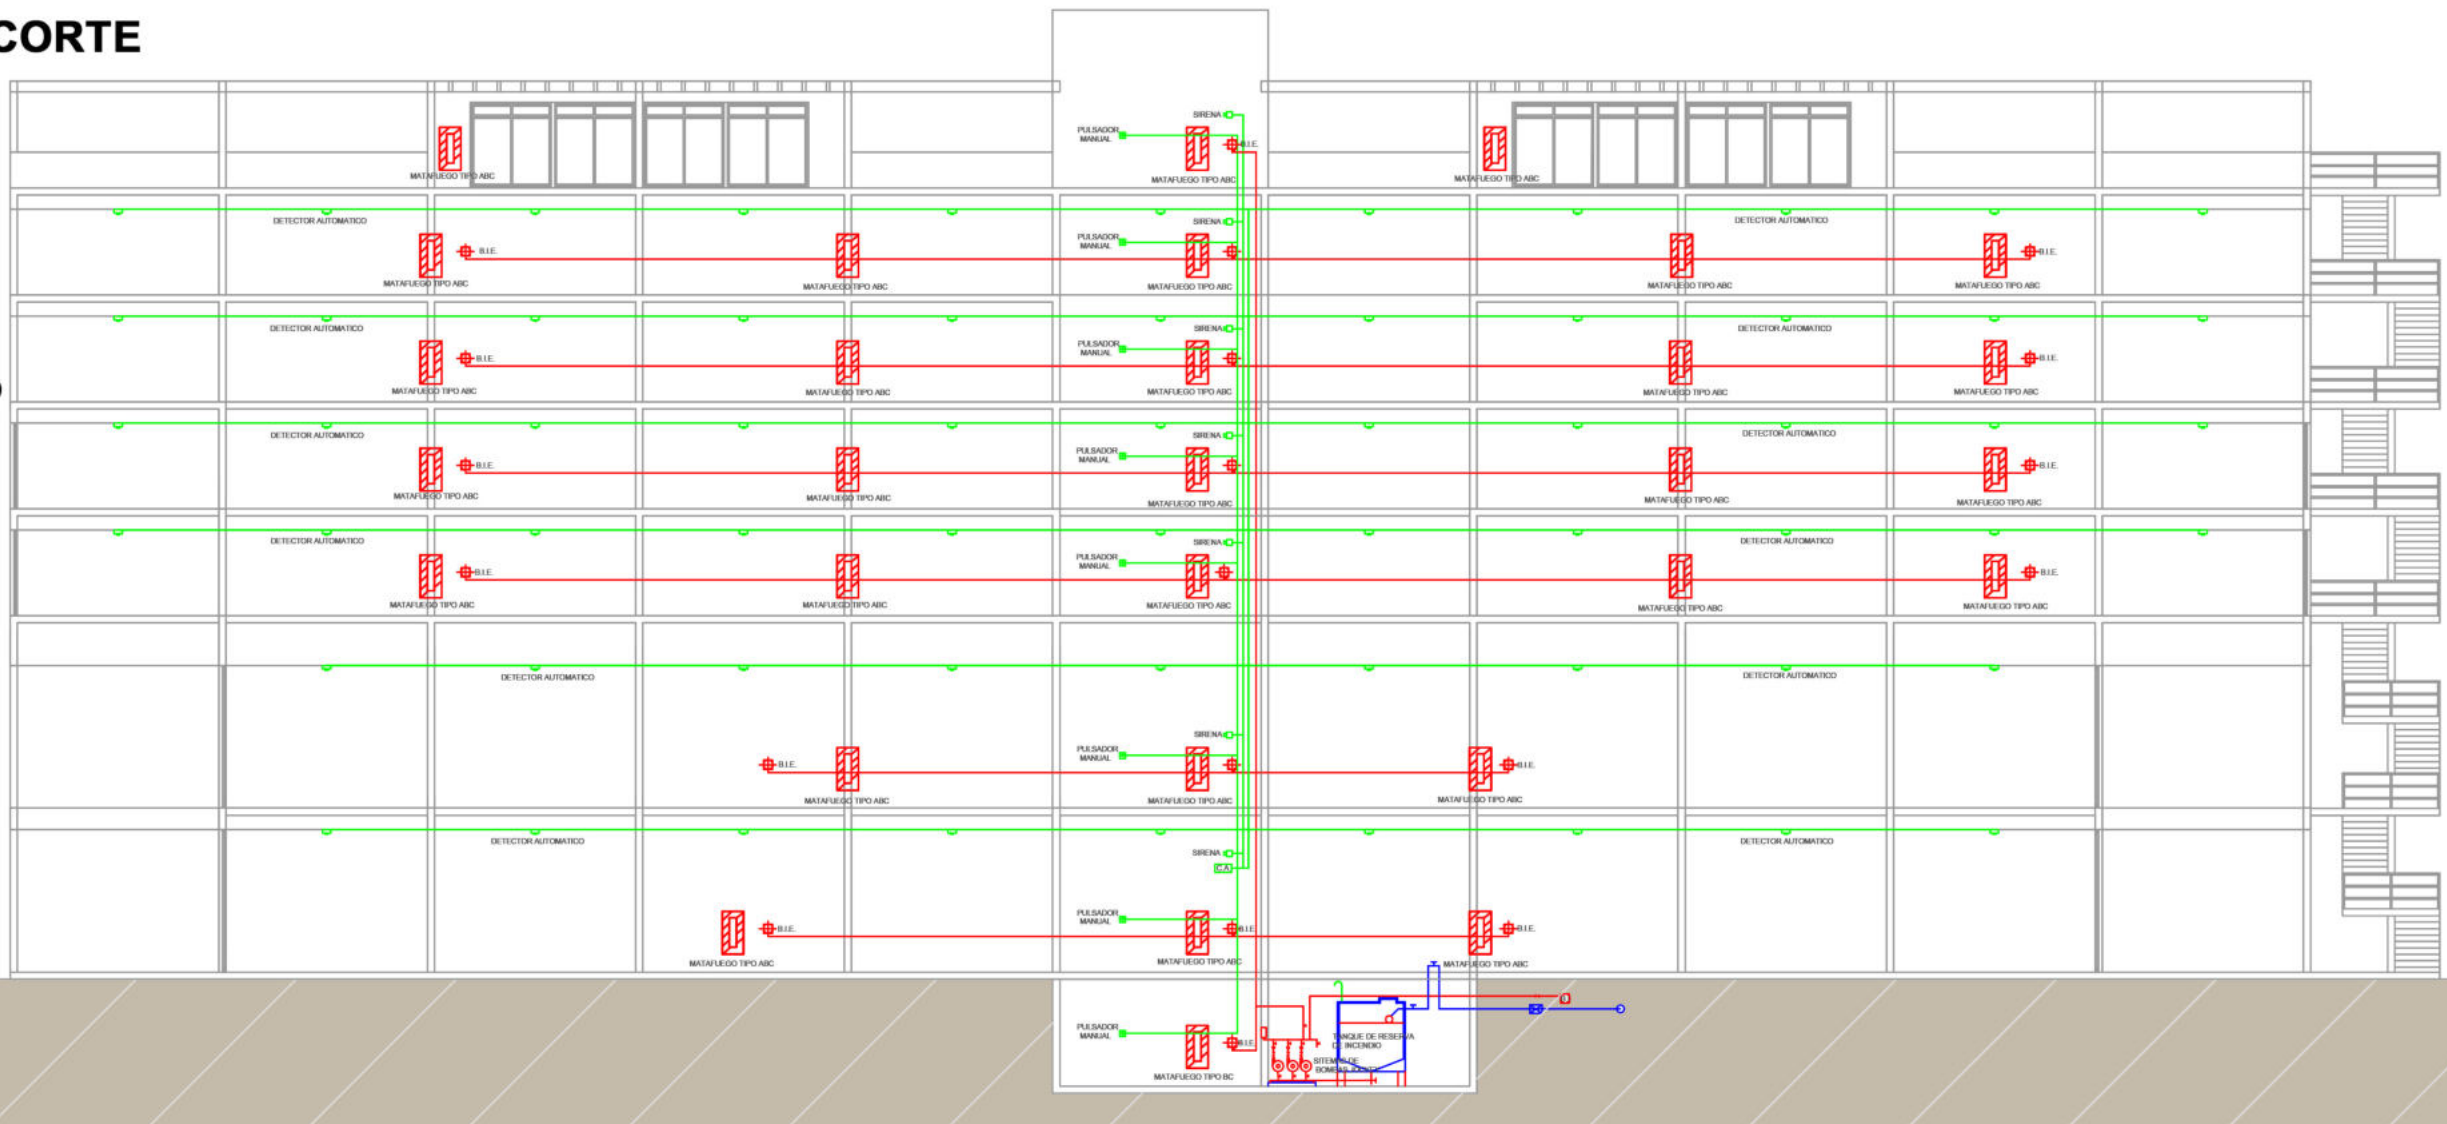 CORTE
SIRENA
PULSADOR
MANUAL
B.I.E.
MATAFUEGO TIPO ABC
MATAFUEGO TIPO ABC
MATAFUEGO TIPO ABC
DETECTOR AUTOMATICO
SIRENA
DETECTOR AUTOMATICO
PULSADOR
MANUAL
B.I.E.
B.I.E.
MATAFUEGO TIPO ABC
MATAFUEGO TIPO ABC
MATAFUEGO TIPO ABC
MATAFUEGO TIPO ABC
MATAFUEGO TIPO ABC
DETECTOR AUTOMATICO
SIRENA
DETECTOR AUTOMATICO
PULSADOR
MANUAL
B.I.E.
B.I.E.
MATAFUEGO TIPO ABC
MATAFUEGO TIPO ABC
MATAFUEGO TIPO ABC
MATAFUEGO TIPO ABC
MATAFUEGO TIPO ABC
DETECTOR AUTOMATICO
SIRENA
DETECTOR AUTOMATICO
PULSADOR
MANUAL
B.I.E.
B.I.E.
MATAFUEGO TIPO ABC
MATAFUEGO TIPO ABC
MATAFUEGO TIPO ABC
MATAFUEGO TIPO ABC
MATAFUEGO TIPO ABC
DETECTOR AUTOMATICO
SIRENA
DETECTOR AUTOMATICO
PULSADOR
MANUAL
B.I.E.
B.I.E.
MATAFUEGO TIPO ABC
MATAFUEGO TIPO ABC
MATAFUEGO TIPO ABC
MATAFUEGO TIPO ABC
MATAFUEGO TIPO ABC
DETECTOR AUTOMATICO
DETECTOR AUTOMATICO
SIRENA
PULSADOR
MANUAL
B.I.E.
B.I.E.
MATAFUEGO TIPO ABC
MATAFUEGO TIPO ABC
MATAFUEGO TIPO ABC
DETECTOR AUTOMATICO
DETECTOR AUTOMATICO
SIRENA
C.A
PULSADOR
MANUAL
B.I.E.
B.I.E.
B.I.E.
MATAFUEGO TIPO ABC
MATAFUEGO TIPO ABC
MATAFUEGO TIPO ABC
PULSADOR
MANUAL
B.I.E.
MATAFUEGO TIPO BC
TANQUE DE RESERVA
DE INCENDIO
SITEMAS DE
BOMBAS